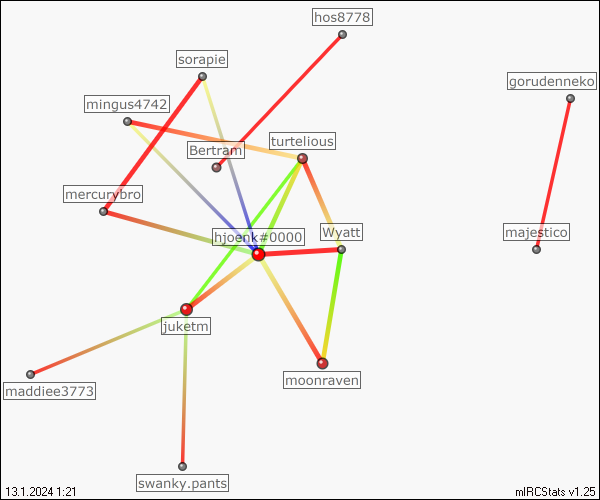 hos8778
sorapie
gorudenneko
mingus4742
turtelious
Bertram
mercurybro
hjoenk#0000
Wyatt
majestico
juketm
moonraven
maddiee3773
swanky.pants
13.1.2024 1:21
mIRCStats v1.25